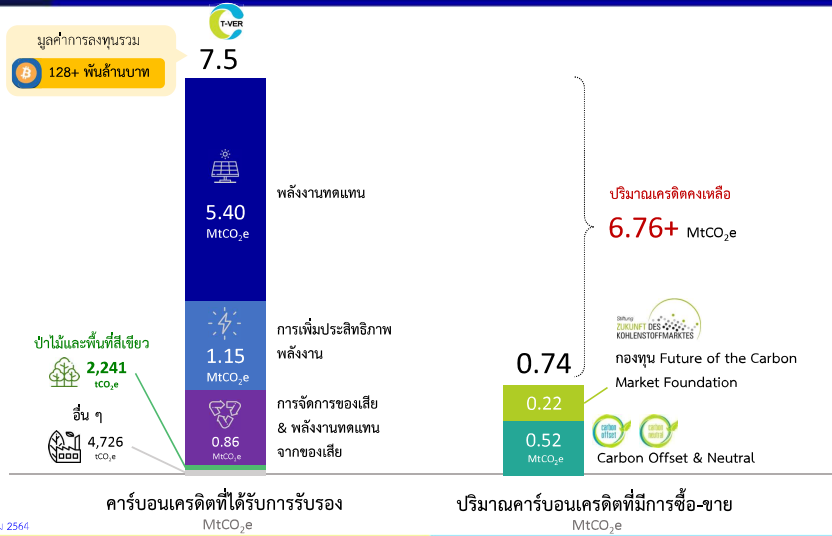 T-VER
มูลค่าการลงทุนรวม
128+ พันล้านบาท
7.5
พลังงานทดแทน
5.40
MtCO₂e
ปริมาณเครดิตคงเหลือ
6.76+ MtCO₂e
การเพิ่มประสิทธิภาพ
พลังงาน
1.15
MtCO₂e
ป่าไม้และพื้นที่สีเขียว
2,241
tCO₂e
อื่น ๆ
4,726
tCO₂e
การจัดการของเสีย
& พลังงานทดแทน
จากของเสีย
0.86
MtCO₂e
Stiftung
ZUKUNFT DES
KOHLENSTOFFMARKTES
กองทุน Future of the Carbon
Market Foundation
0.74
0.22
0.52
MtCO₂e
carbon
offset
carbon
neutral
Carbon Offset & Neutral
คาร์บอนเครดิตที่ได้รับการรับรอง
MtCO₂e
ปริมาณคาร์บอนเครดิตที่มีการซื้อ-ขาย
MtCO₂e
2564